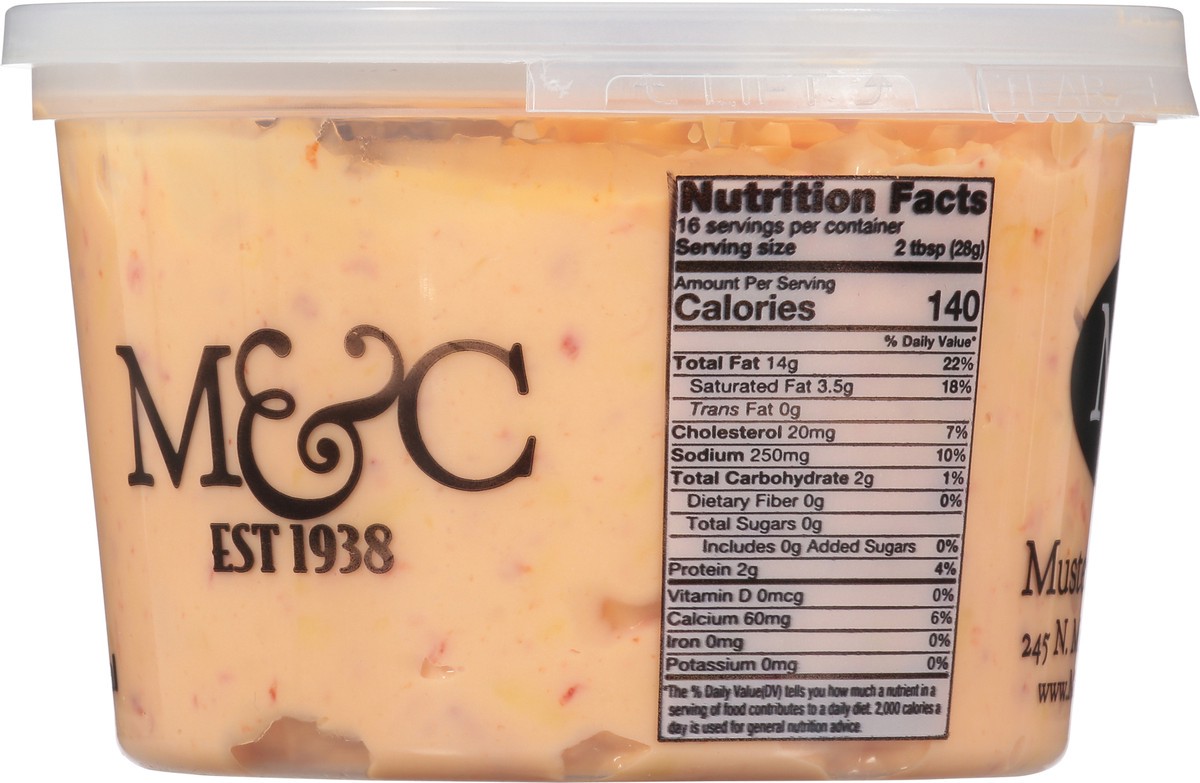 M&C
EST 1938
Nutrition Facts
16 servings per container
Serving size 2 tbsp (28g)
Amount Per Serving
Calories 140
% Daily Value*
Total Fat 14g 22%
Saturated Fat 3.5g 18%
Trans Fat 0g
Cholesterol 20mg 7%
Sodium 250mg 10%
Total Carbohydrate 2g 1%
Dietary Fiber 0g 0%
Total Sugars 0g
Includes 0g Added Sugars 0%
Protein 2g 4%
Vitamin D 0mcg 0%
Calcium 60mg 6%
Iron 0mg 0%
Potassium 0mg 0%
*The % Daily Value(DV) tells you how much a nutrient in a
serving of food contributes to a daily diet. 2,000 calories a
day is used for general nutrition advice.
245 N.
www.